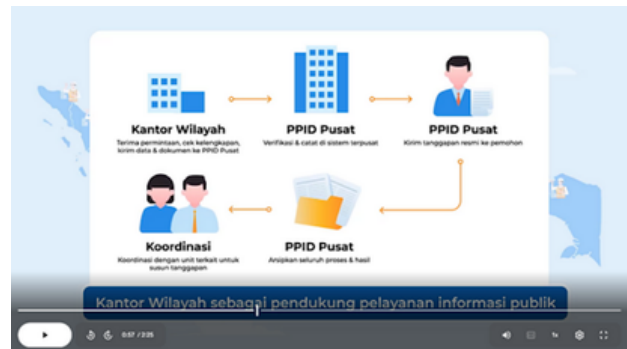 Kantor Wilayah
Terima permintaan, cek kelengkapan,
kirim data & dokumen ke PPID Pusat
PPID Pusat
Verifikasi & catat di sistem terpusat
PPID Pusat
Kirim tanggapan resmi ke pemohon
Koordinasi
Koordinasi dengan unit terkait untuk
susun tanggapan
PPID Pusat
Arsipkan seluruh proses & hasil
Kantor Wilayah sebagai pendukung pelayanan informasi publik
0:57 / 2:25
1x